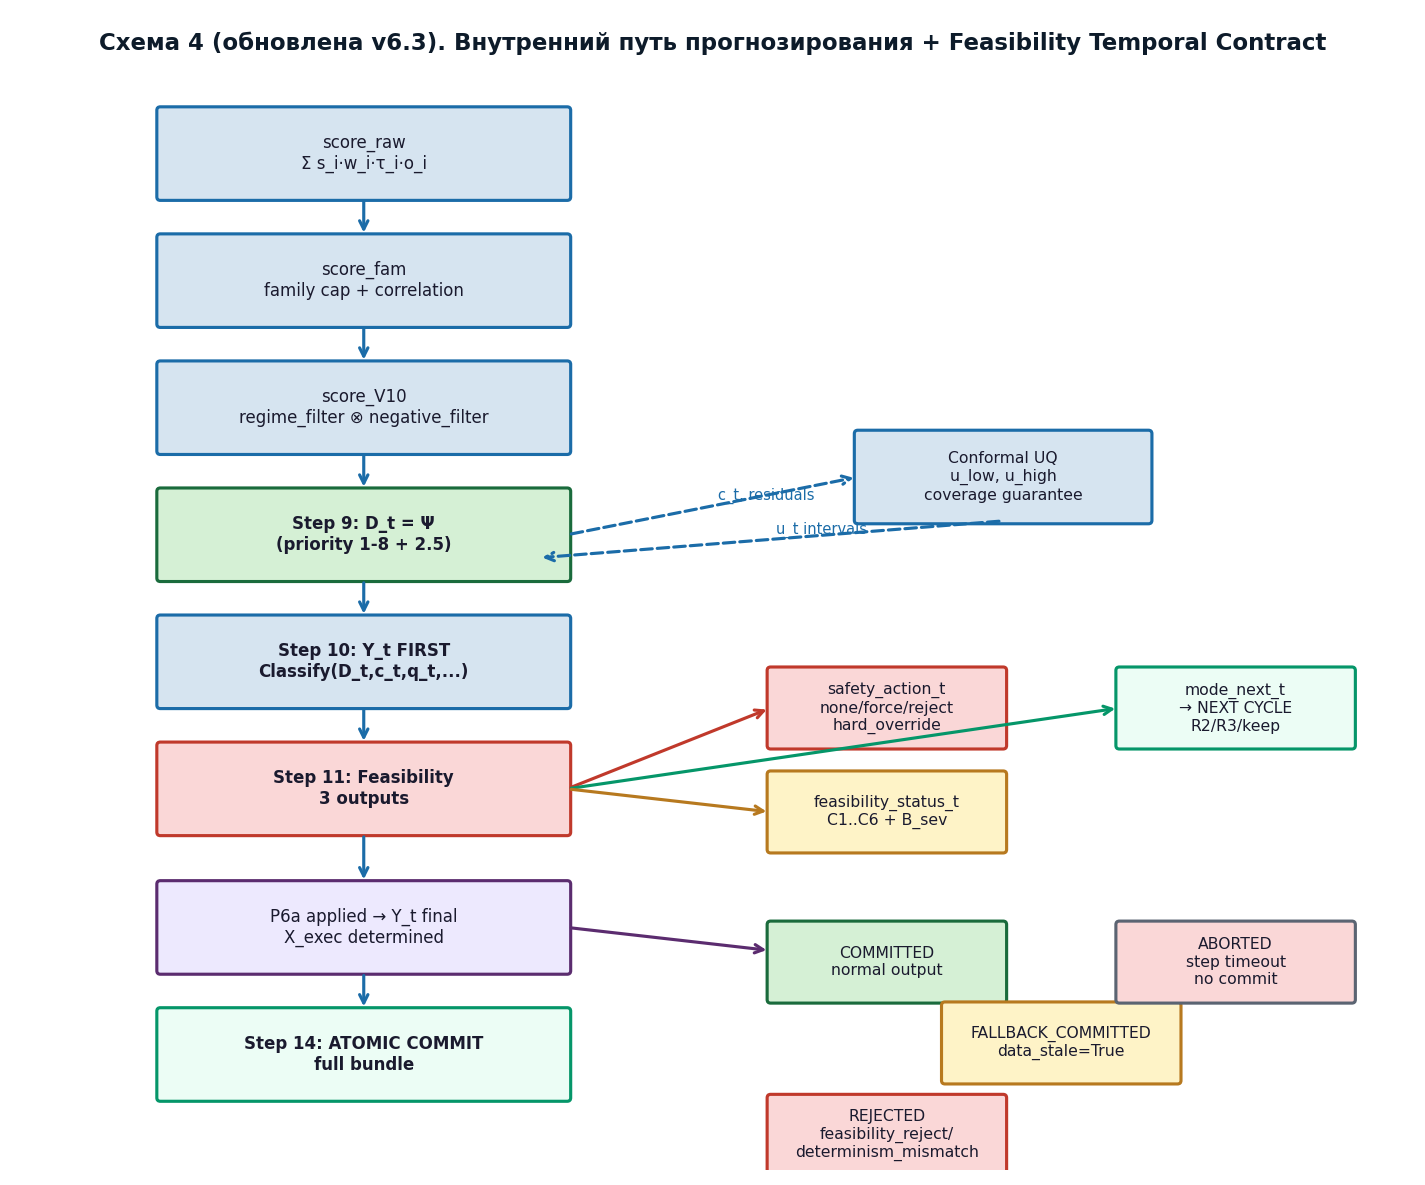 Схема 4 (обновлена v6.3). Внутренний путь прогнозирования + Feasibility Temporal Contract
score_raw
Σ s_i·w_i·τ_i·o_i
score_fam
family cap + correlation
score_V10
regime_filter ⊗ negative_filter
Conformal UQ
u_low, u_high
coverage guarantee
c_t residuals
u_t intervals
Step 9: D_t = Ψ
(priority 1-8 + 2.5)
Step 10: Y_t FIRST
Classify(D_t,c_t,q_t,...)
safety_action_t
none/force/reject
hard_override
mode_next_t
→ NEXT CYCLE
R2/R3/keep
Step 11: Feasibility
3 outputs
feasibility_status_t
C1..C6 + B_sev
P6a applied → Y_t final
X_exec determined
COMMITTED
normal output
ABORTED
step timeout
no commit
Step 14: ATOMIC COMMIT
full bundle
FALLBACK_COMMITTED
data_stale=True
REJECTED
feasibility_reject/
determinism_mismatch